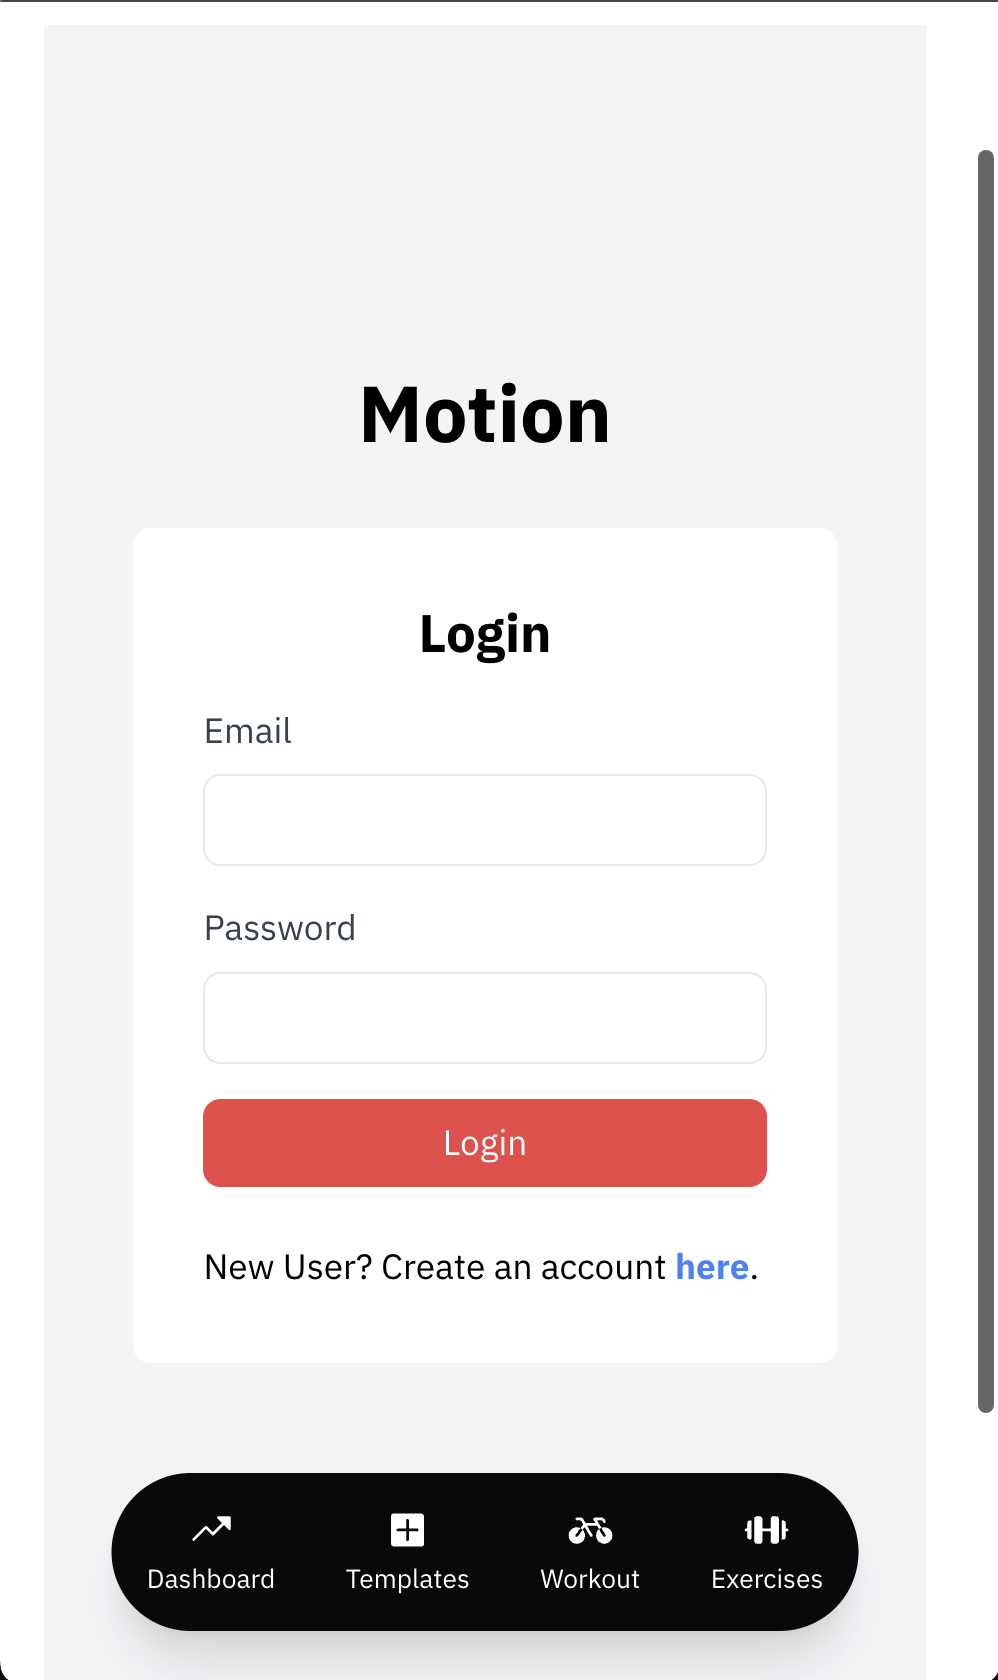 Motion
Login
Email
Password
Login
New User? Create an account here.
Dashboard Templates Workout Exercises